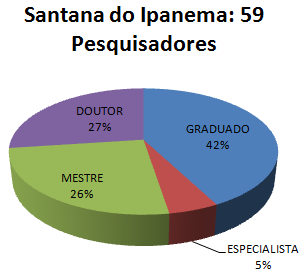 Santana do Ipanema: 59
Pesquisadores
DOUTOR
27%
GRADUADO
42%
MESTRE
26%
ESPECIALISTA
5%